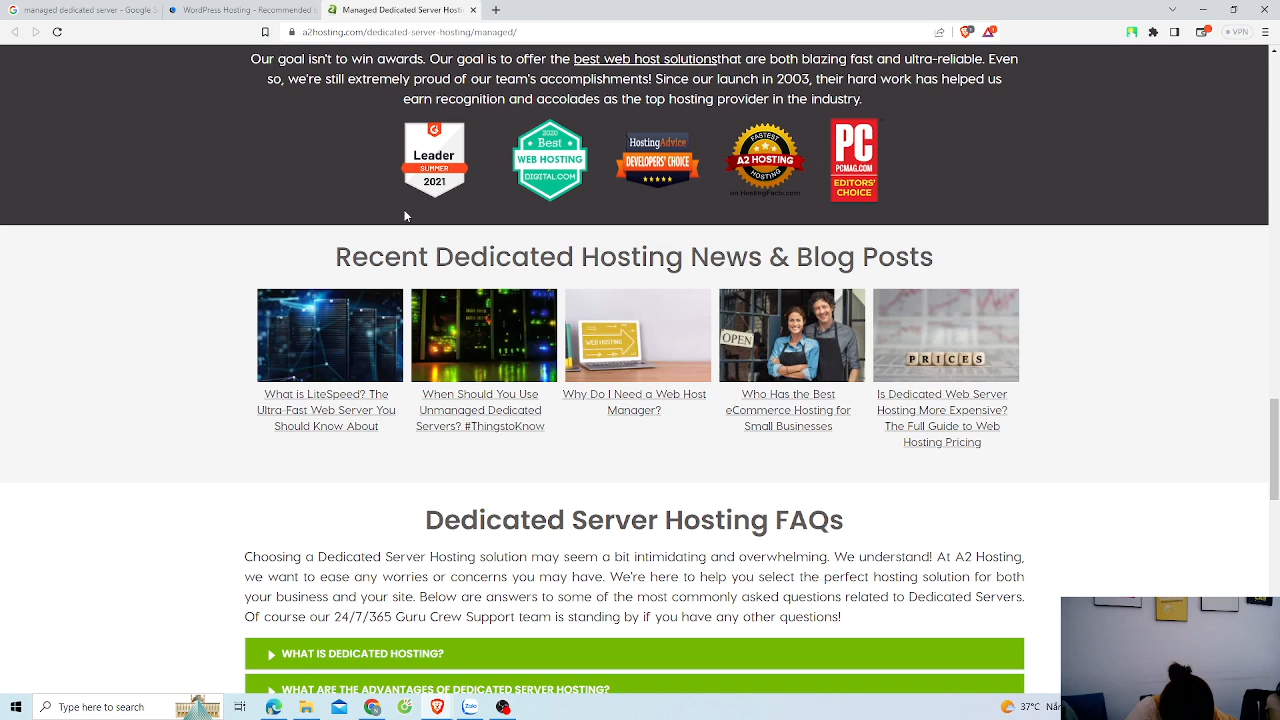 managed dedicated server - Google S
WordPress Hosting - Recommended
Managed Dedicated Server Hosti
a2hosting.com/dedicated-server-hosting/managed/
VPN
Our goal isn't to win awards. Our goal is to offer the best web host solutionsthat are both blazing fast and ultra-reliable. Even
so, we're still extremely proud of our team's accomplishments! Since our launch in 2003, their hard work has helped us
earn recognition and accolades as the top hosting provider in the industry.
Leader
SUMMER
2021
2020
Best
WEB HOSTING
DIGITAL.COM
HostingAdvice
DEVELOPERS' CHOICE
FASTEST
A2 HOSTING
HOSTING
on HostingFacts.com
PC
PCMAG.COM
EDITORS'
CHOICE
Recent Dedicated Hosting News & Blog Posts
WEB HOSTING
OPEN
PRICES
What is LiteSpeed? The
Ultra-Fast Web Server You
Should Know About
When Should You Use
Unmanaged Dedicated
Servers? #ThingstoKnow
Why Do I Need a Web Host
Manager?
Who Has the Best
eCommerce Hosting for
Small Businesses
Is Dedicated Web Server
Hosting More Expensive?
The Full Guide to Web
Hosting Pricing
Dedicated Server Hosting FAQs
Choosing a Dedicated Server Hosting solution may seem a bit intimidating and overwhelming. We understand! At A2 Hosting,
we want to ease any worries or concerns you may have. We're here to help you select the perfect hosting solution for both
your business and your site. Below are answers to some of the most commonly asked questions related to Dedicated Servers.
Of course our 24/7/365 Guru Crew Support team is standing by if you have any other questions!
WHAT IS DEDICATED HOSTING?
WHAT ARE THE ADVANTAGES OF DEDICATED SERVER HOSTING?
Type here to search
Zalo
37°C Nắn